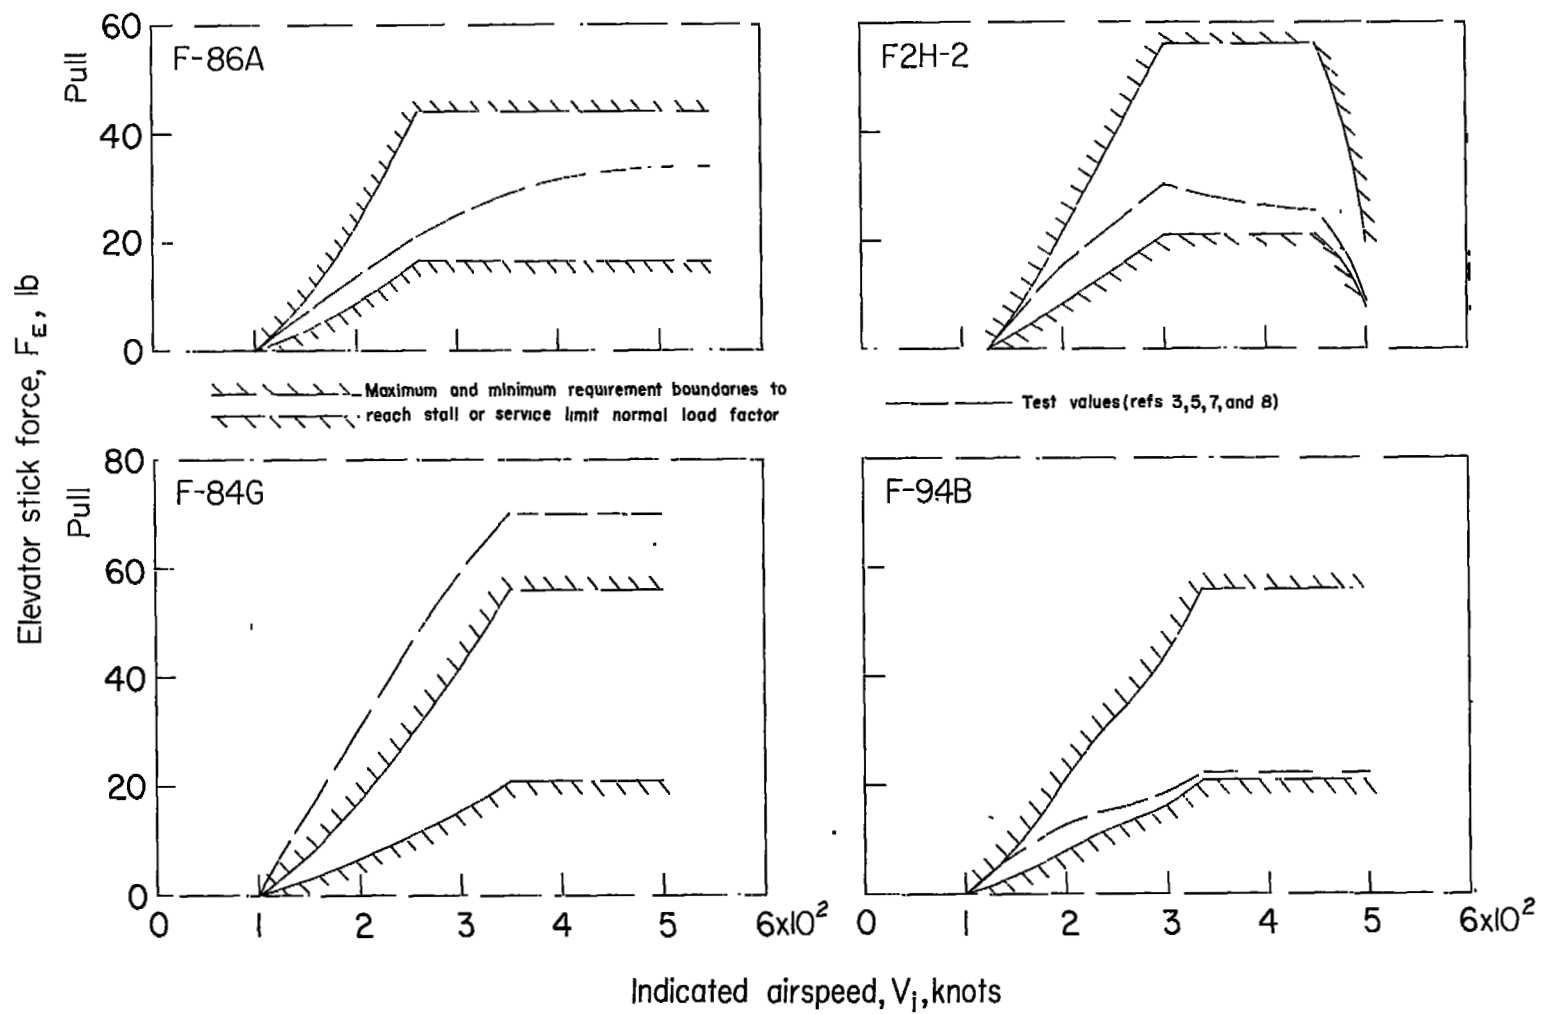 60
Pull
F-86A
40
20
0
F2H-2
Maximum and minimum requirement boundaries to
reach stall or service limit normal load factor
Test values (refs 3,5,7, and 8)
Elevator stick force, F_E, lb
80
Pull
F-84G
60
40
20
0
F-94B
0 1 2 3 4 5 6x10²
0 1 2 3 4 5 6x10²
Indicated airspeed, V_i, knots